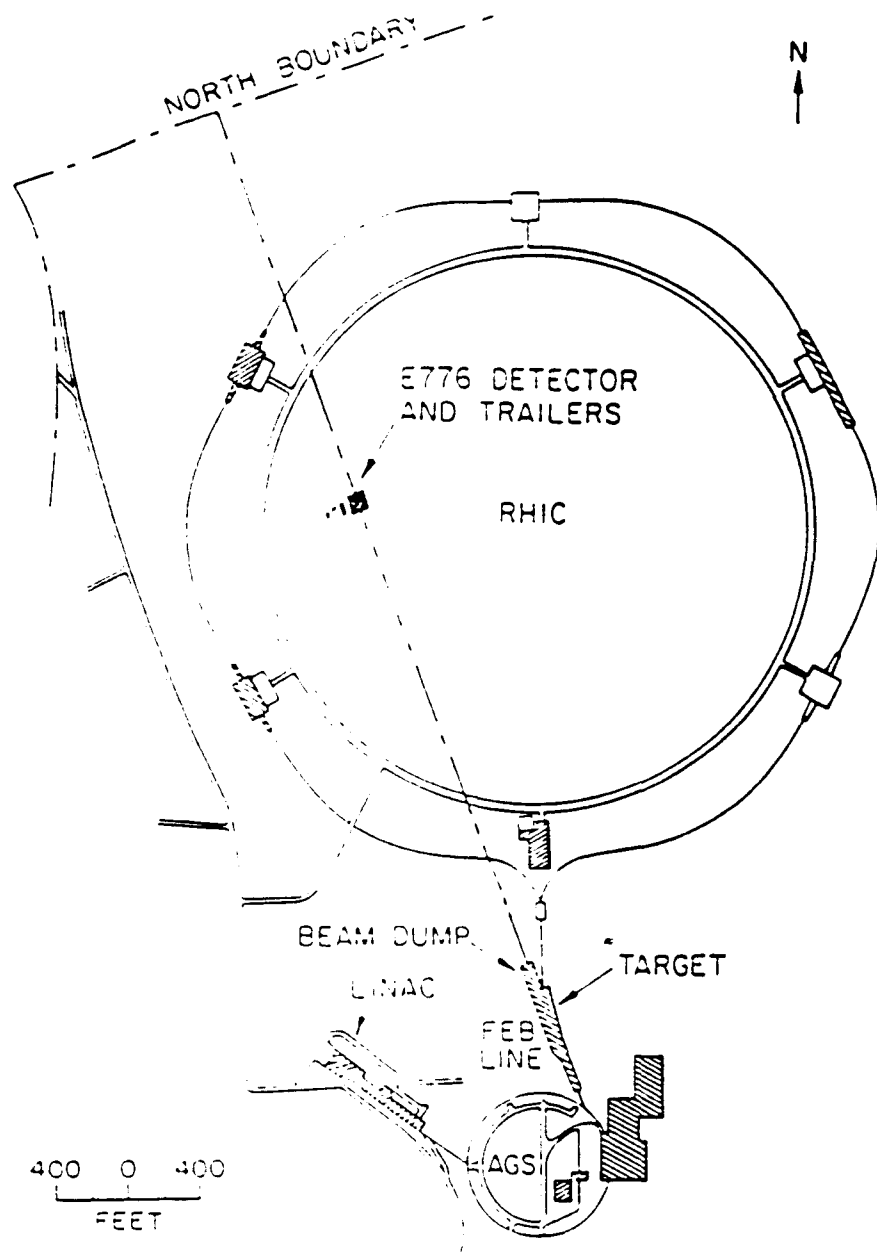 NORTH BOUNDARY
N
E776 DETECTOR
AND TRAILERS
RHIC
BEAM DUMP
TARGET
LINAC
FEB
LINE
AGS
400 0 400
FEET